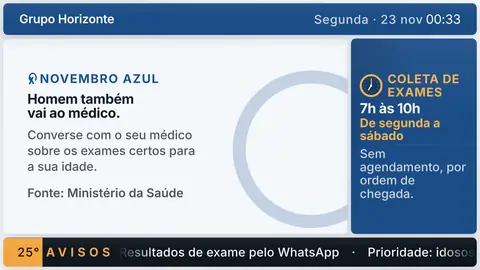 Grupo Horizonte
Segunda · 23 nov 00:33
NOVEMBRO AZUL
Homem também
vai ao médico.
Converse com o seu médico
sobre os exames certos para
a sua idade.
Fonte: Ministério da Saúde
COLETA DE
EXAMES
7h às 10h
De segunda a
sábado
Sem
agendamento, por
ordem de
chegada.
25° AVISOS Resultados de exame pelo WhatsApp · Prioridade: idosos